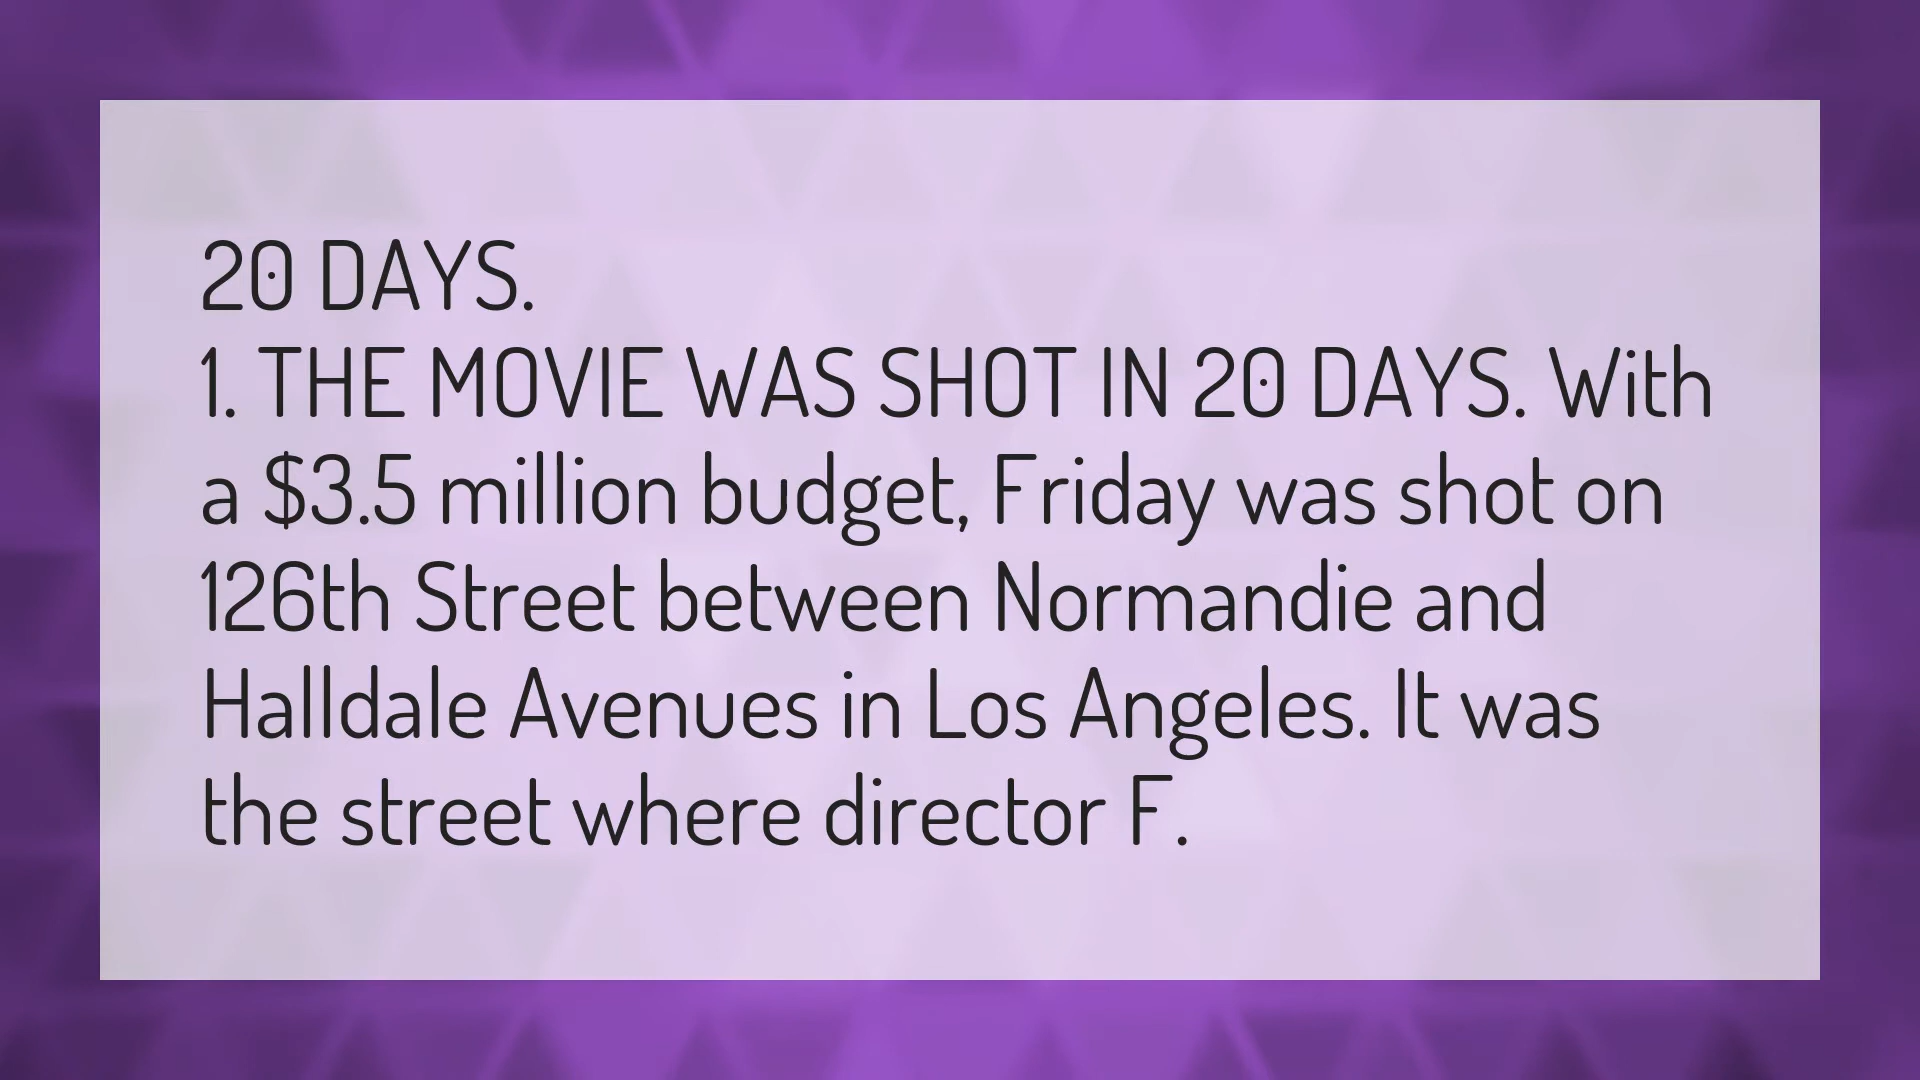 20 DAYS.
1. THE MOVIE WAS SHOT IN 20 DAYS. With
a $3.5 million budget, Friday was shot on
126th Street between Normandie and
Halldale Avenues in Los Angeles. It was
the street where director F.